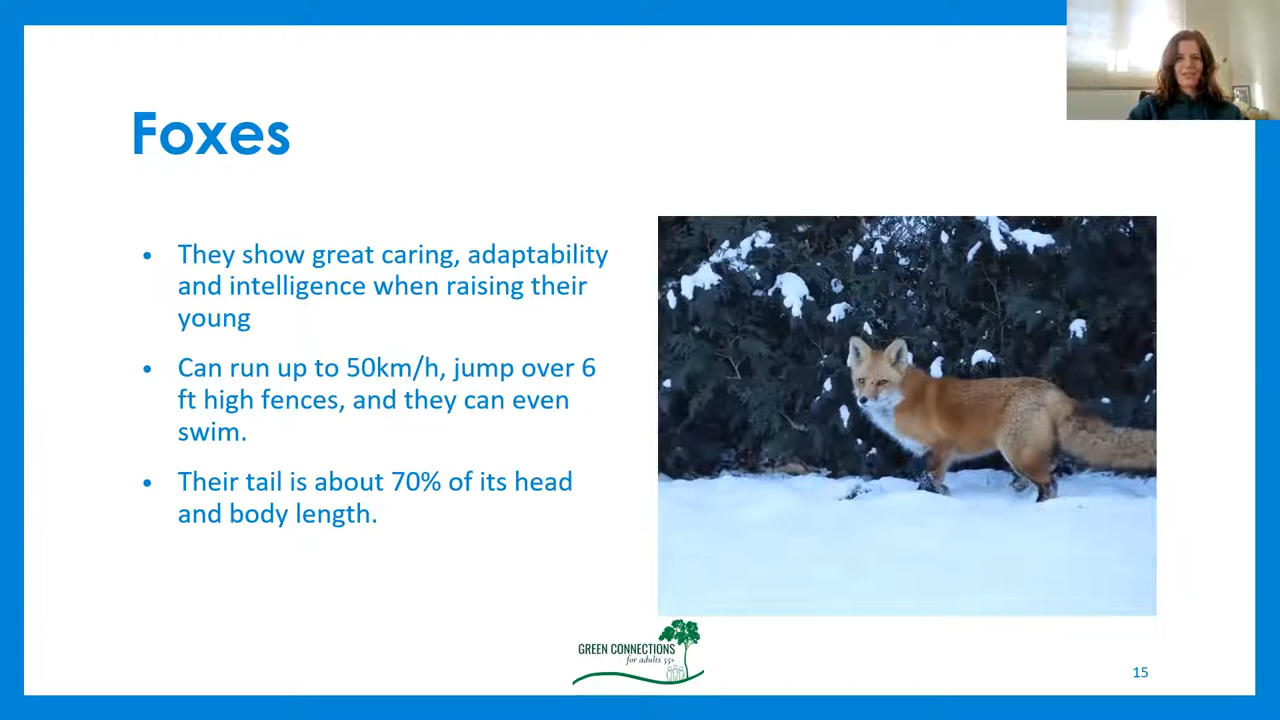 Foxes
• They show great caring, adaptability
and intelligence when raising their
young
• Can run up to 50km/h, jump over 6
ft high fences, and they can even
swim.
• Their tail is about 70% of its head
and body length.
GREEN CONNECTIONS
for adults 55+
15